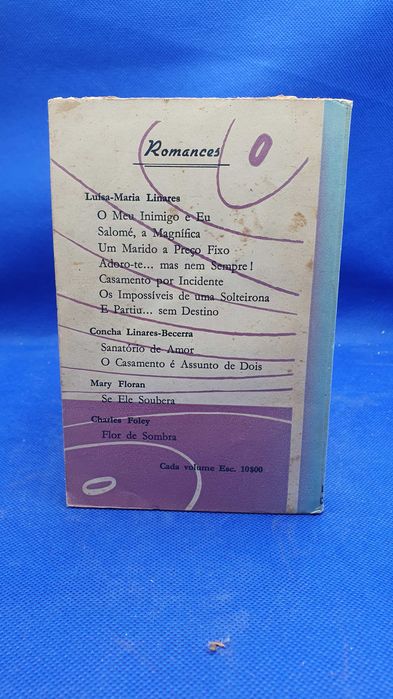 Romances
Luísa-Maria Linares
O Meu Inimigo e Eu
Salomé, a Magnífica
Um Marido a Preço Fixo
Adoro-te... mas nem Sempre!
Casamento por Incidente
Os Impossíveis de uma Solteirona
E Partiu... sem Destino
Concha Linares-Becerra
Sanatório de Amor
O Casamento é Assunto de Dois
Mary Floran
Se Ele Soubera
Charles Foley
Flor de Sombra
Cada volume Esc. 10$00